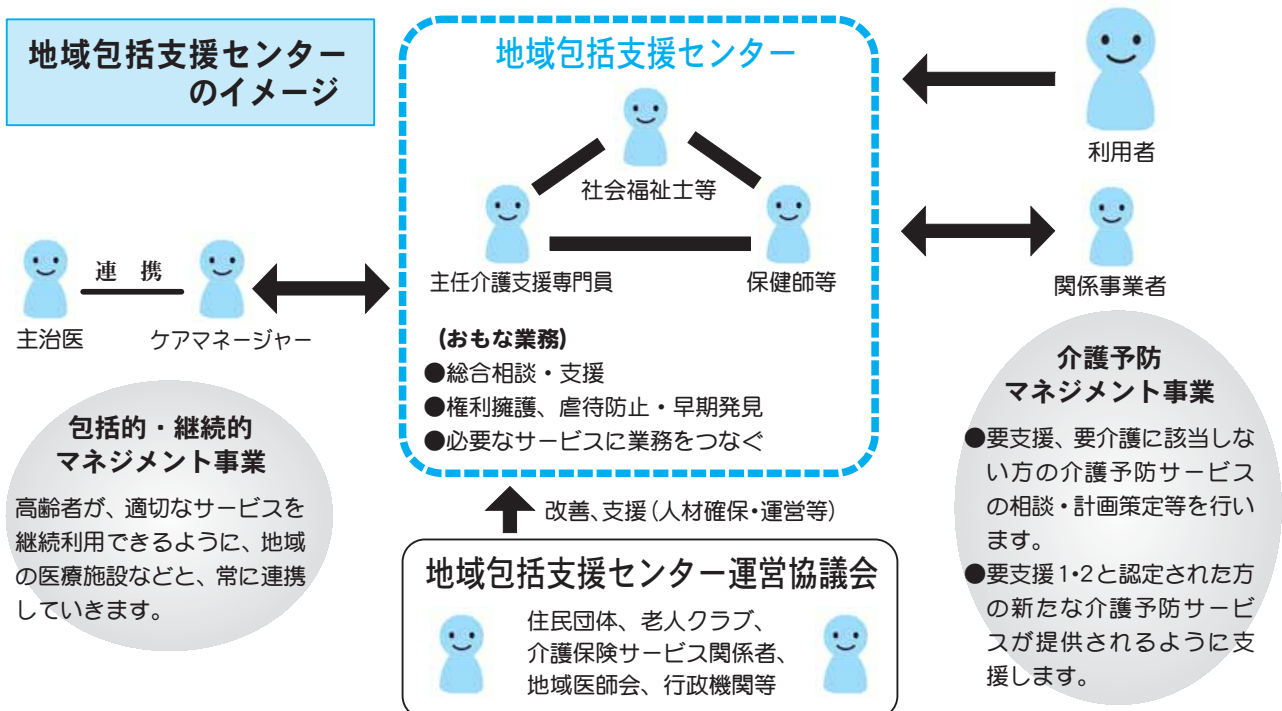 地域包括支援センター
のイメージ
地域包括支援センター
社会福祉士等
主任介護支援専門員
保健師等
(おもな業務)
●総合相談・支援
●権利擁護、虐待防止・早期発見
●必要なサービスに業務をつなぐ
利用者
関係事業者
連 携
主治医
ケアマネージャー
包括的・継続的
マネジメント事業
高齢者が、適切なサービスを
継続利用できるように、地域
の医療施設などと、常に連携
していきます。
介護予防
マネジメント事業
●要支援、要介護に該当しな
い方の介護予防サービス
の相談・計画策定等を行い
ます。
●要支援1・2と認定された方
の新たな介護予防サービ
スが提供されるように支
援します。
改善、支援(人材確保・運営等)
地域包括支援センター運営協議会
住民団体、老人クラブ、
介護保険サービス関係者、
地域医師会、行政機関等